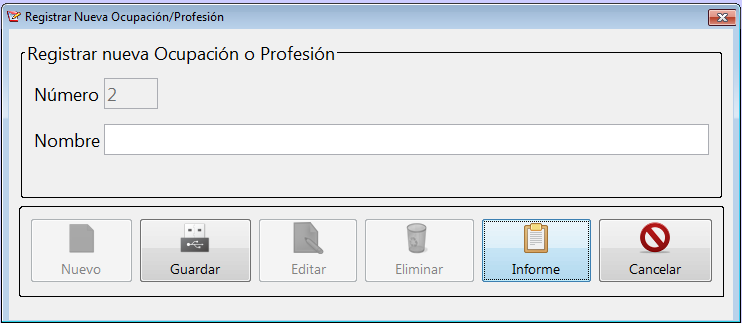 Registrar Nueva Ocupación/Profesión
Registrar nueva Ocupación o Profesión
Número 2
Nombre
Nuevo Guardar Editar Eliminar Informe Cancelar